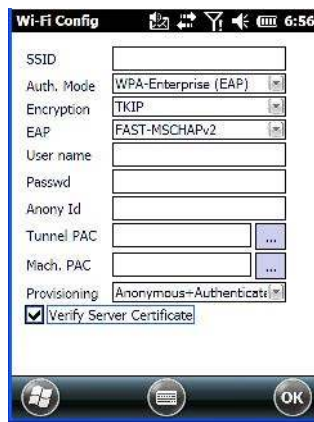 Wi-Fi Config 6:56
SSID
Auth. Mode WPA-Enterprise (EAP)
Encryption TKIP
EAP FAST-MSCHAPv2
User name
Passwd
Anony Id
Tunnel PAC ...
Mach. PAC ...
Provisioning Anonymous+Authenticate
Verify Server Certificate
OK